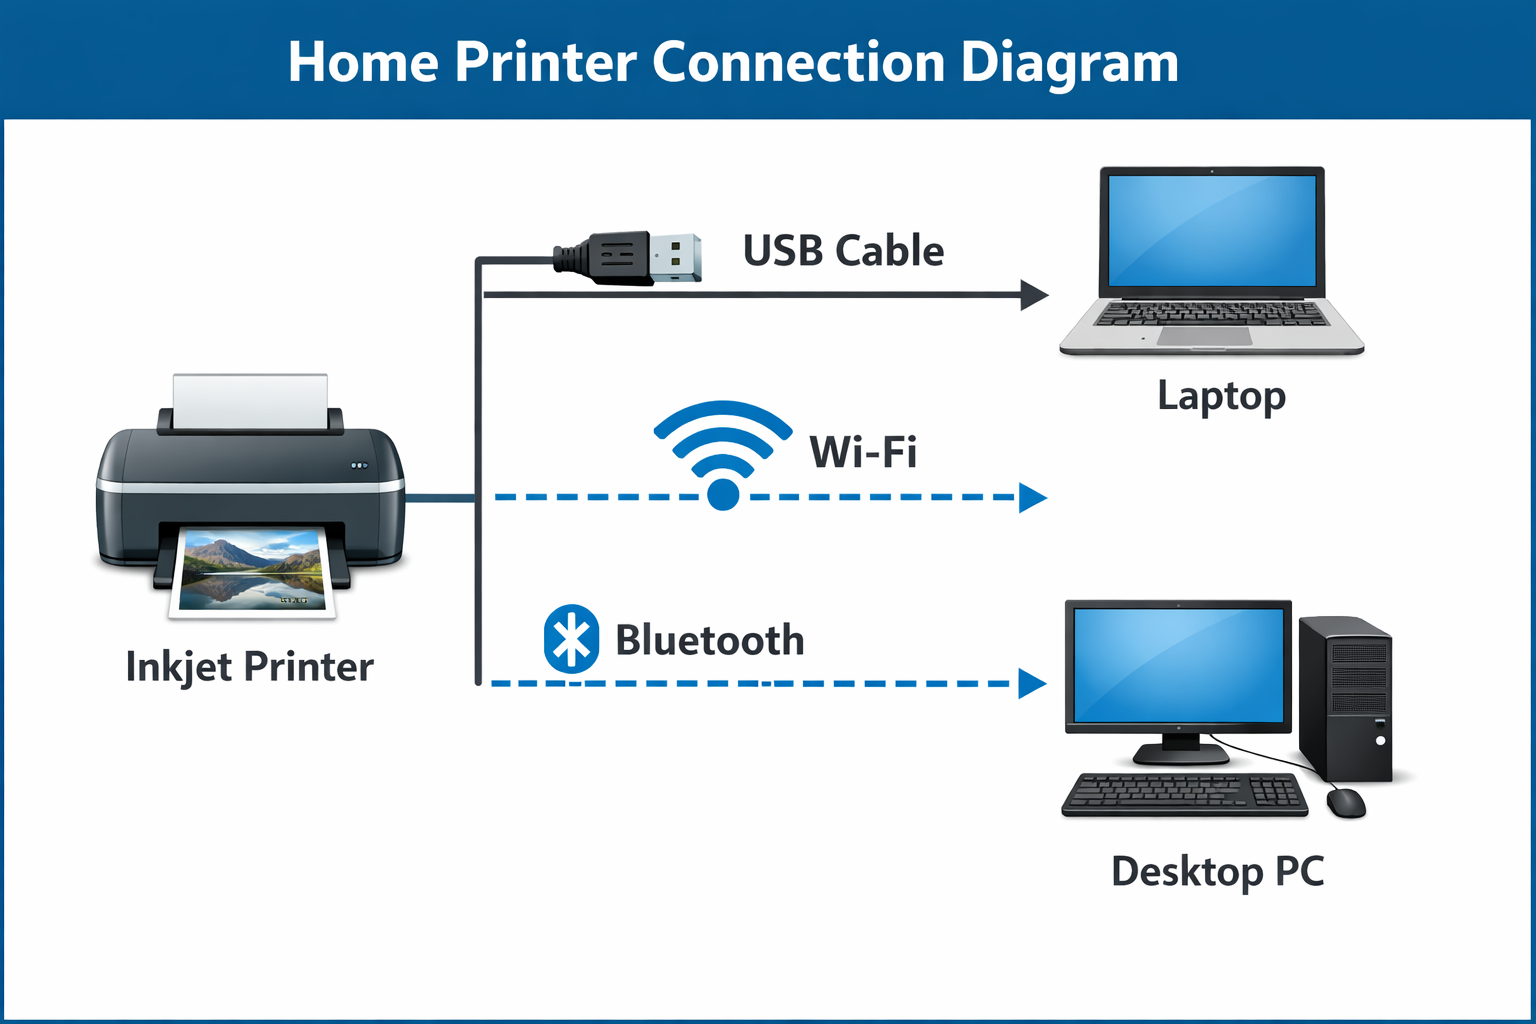 Home Printer Connection Diagram
USB Cable
Laptop
Wi-Fi
Inkjet Printer
Bluetooth
Desktop PC